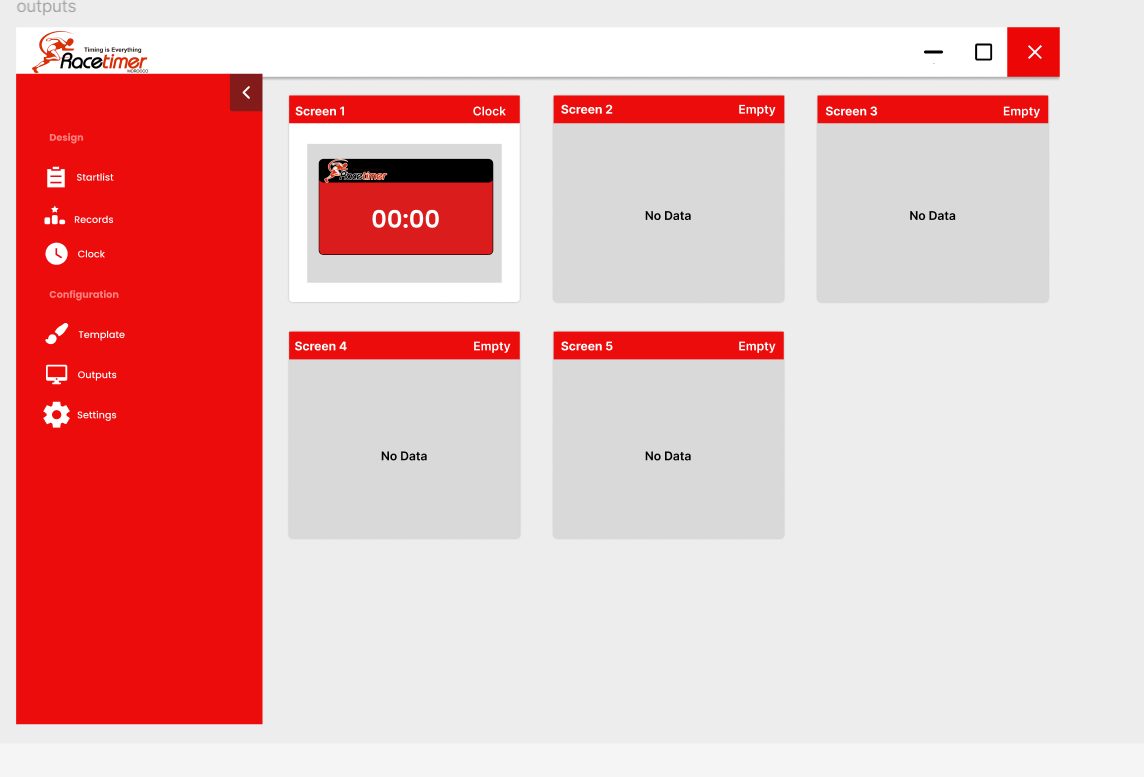 outputs
Timing is Everything
Racetimer
MOROCCO
Design
Startlist
Records
Clock
Configuration
Template
Outputs
Settings
Screen 1 Clock
Racetimer
00:00
Screen 2 Empty
No Data
Screen 3 Empty
No Data
Screen 4 Empty
No Data
Screen 5 Empty
No Data